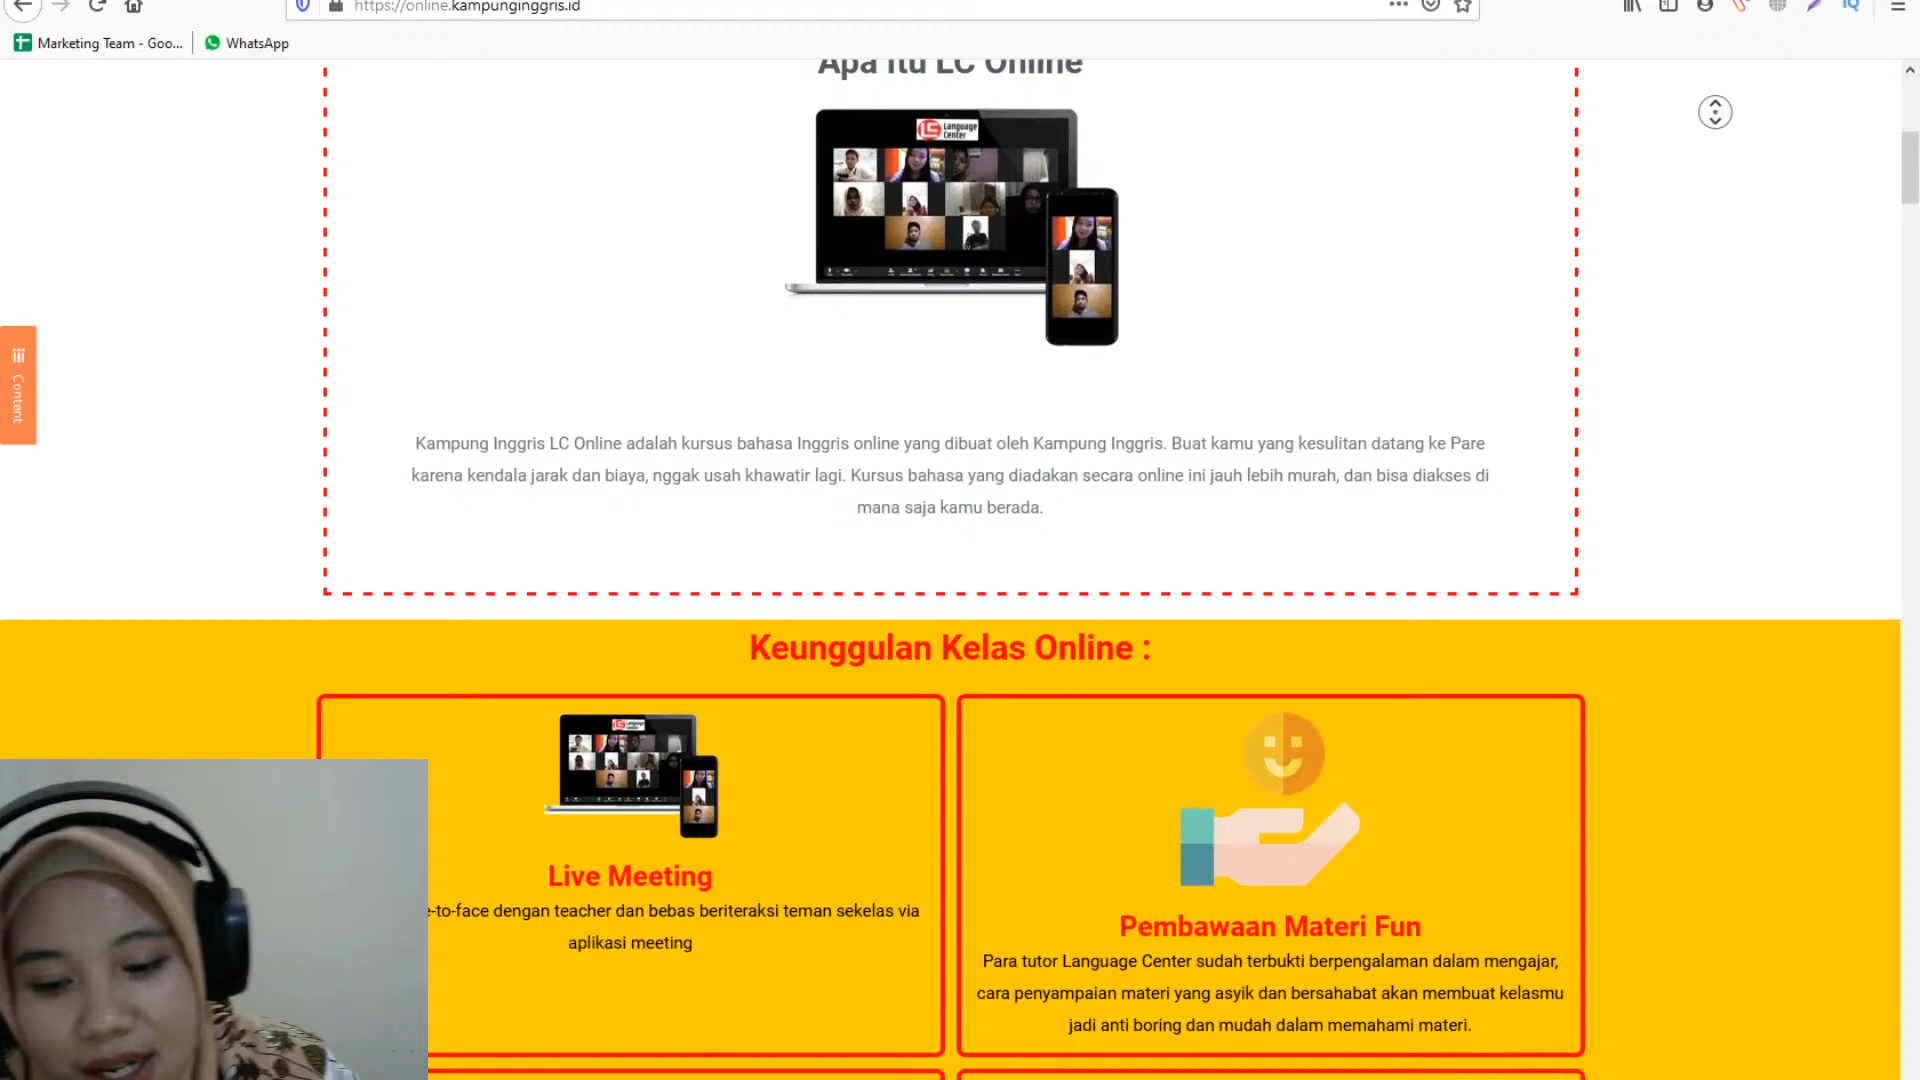 https://online.kampunginggris.id
Marketing Team - Goo...
WhatsApp
Apa Itu LC Online
LC Language Center
Content
Kampung Inggris LC Online adalah kursus bahasa Inggris online yang dibuat oleh Kampung Inggris. Buat kamu yang kesulitan datang ke Pare
karena kendala jarak dan biaya, nggak usah khawatir lagi. Kursus bahasa yang diadakan secara online ini jauh lebih murah, dan bisa diakses di
mana saja kamu berada.
Keunggulan Kelas Online :
Live Meeting
-to-face dengan teacher dan bebas beriteraksi teman sekelas via
aplikasi meeting
Pembawaan Materi Fun
Para tutor Language Center sudah terbukti berpengalaman dalam mengajar,
cara penyampaian materi yang asyik dan bersahabat akan membuat kelasmu
jadi anti boring dan mudah dalam memahami materi.